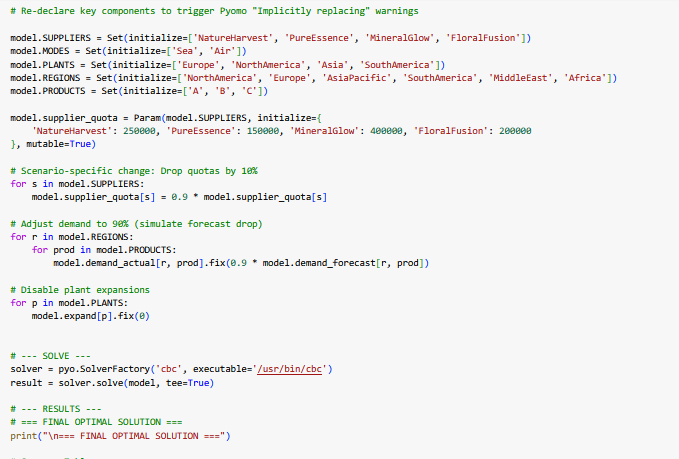 # Re-declare key components to trigger Pyomo "Implicitly replacing" warnings
model.SUPPLIERS = Set(initialize=['NatureHarvest', 'PureEssence', 'MineralGlow', 'FloralFusion'])
model.MODES = Set(initialize=['Sea', 'Air'])
model.PLANTS = Set(initialize=['Europe', 'NorthAmerica', 'Asia', 'SouthAmerica'])
model.REGIONS = Set(initialize=['NorthAmerica', 'Europe', 'AsiaPacific', 'SouthAmerica', 'MiddleEast', 'Africa'])
model.PRODUCTS = Set(initialize=['A', 'B', 'C'])
model.supplier_quota = Param(model.SUPPLIERS, initialize={
    'NatureHarvest': 250000, 'PureEssence': 150000, 'MineralGlow': 400000, 'FloralFusion': 200000
}, mutable=True)
# Scenario-specific change: Drop quotas by 10%
for s in model.SUPPLIERS:
    model.supplier_quota[s] = 0.9 * model.supplier_quota[s]
# Adjust demand to 90% (simulate forecast drop)
for r in model.REGIONS:
    for prod in model.PRODUCTS:
        model.demand_actual[r, prod].fix(0.9 * model.demand_forecast[r, prod])
# Disable plant expansions
for p in model.PLANTS:
    model.expand[p].fix(0)
# --- SOLVE ---
solver = pyo.SolverFactory('cbc', executable='/usr/bin/cbc')
result = solver.solve(model, tee=True)
# --- RESULTS ---
# === FINAL OPTIMAL SOLUTION ===
print("\n=== FINAL OPTIMAL SOLUTION ===")